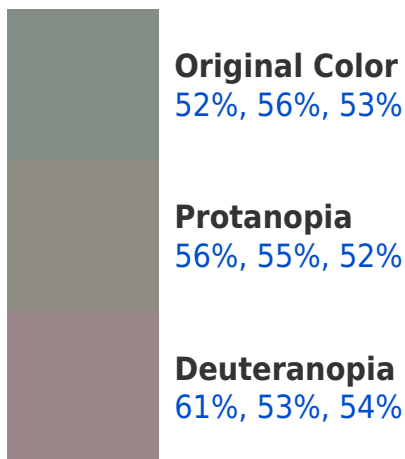 Original Color
52%, 56%, 53%
Protanopia
56%, 55%, 52%
Deuteranopia
61%, 53%, 54%